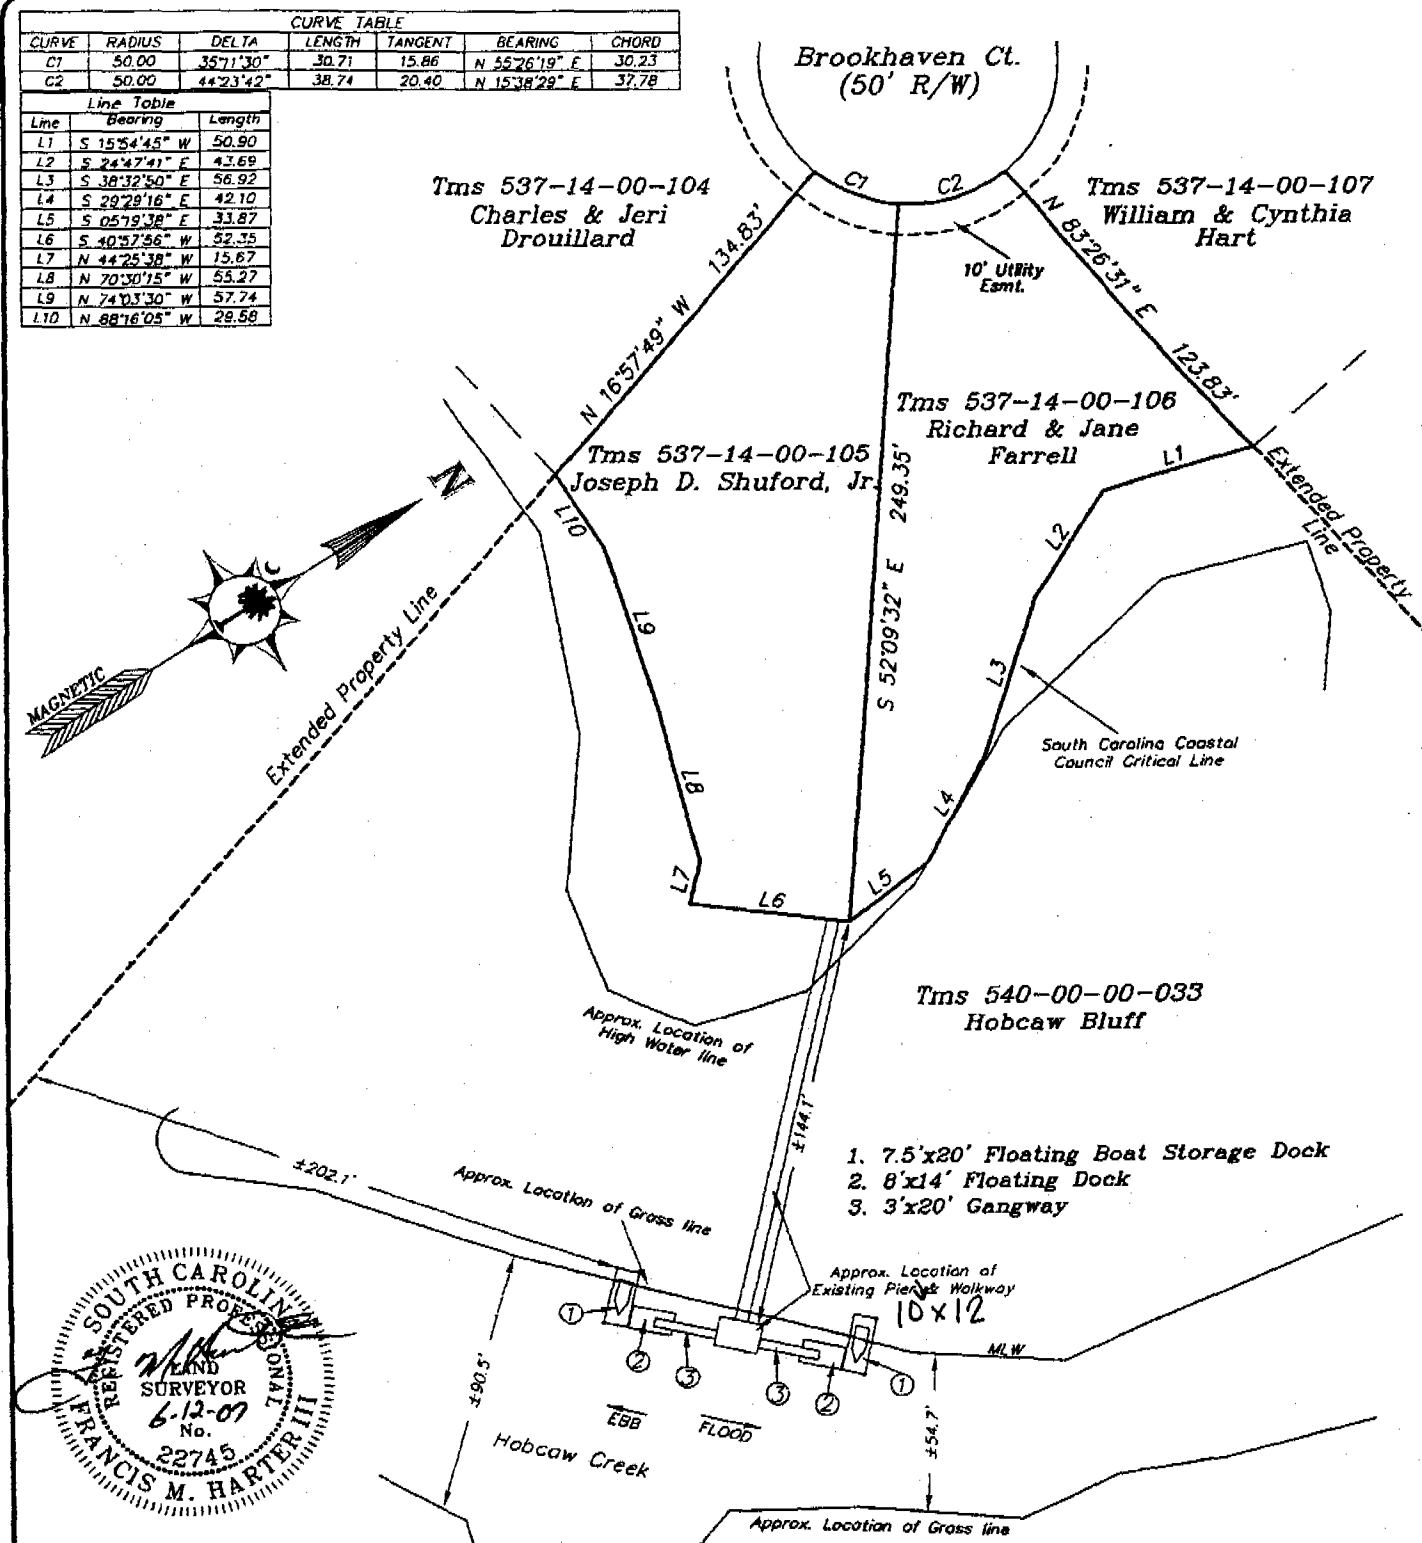 CURVE TABLE
CURVE RADIUS DELTA LENGTH TANGENT BEARING CHORD
C1 50.00 35°11'30" 30.71 15.86 N 55°26'19" E 30.23
C2 50.00 44°23'42" 38.74 20.40 N 15°38'29" E 37.78
Line Table
Line Bearing Length
L1 S 15°54'45" W 50.90
L2 S 24°47'41" E 43.69
L3 S 38°32'50" E 56.92
L4 S 29°29'16" E 42.10
L5 S 05°19'38" E 33.87
L6 S 40°57'56" W 52.35
L7 N 44°25'38" W 15.67
L8 N 70°30'15" W 55.27
L9 N 74°03'30" W 57.74
L10 N 88°16'05" W 29.58
Brookhaven Ct.
(50' R/W)
C1 C2
Tms 537-14-00-104
Charles & Jeri
Drouillard
Tms 537-14-00-107
William & Cynthia
Hart
10' Utility
Esmt.
N 16°57'49" W 134.83'
N 83°26'31" E 123.83'
Tms 537-14-00-106
Richard & Jane
Farrell
Tms 537-14-00-105
Joseph D. Shuford, Jr.
S 52°09'32" E 249.35'
L1
L2
L3
L4
L5
L6
L7
L8
L9
L10
Extended Property
Line
Extended Property Line
N
MAGNETIC
South Carolina Coastal
Council Critical Line
Tms 540-00-00-033
Hobcaw Bluff
Approx. Location of
High Water line
±144.1'
1. 7.5'x20' Floating Boat Storage Dock
2. 8'x14' Floating Dock
3. 3'x20' Gangway
±202.1'
Approx. Location of Grass line
Approx. Location of
Existing Pier & Walkway
10x12
1
2
3
3
2
1
MLW
±90.5'
±54.7'
EBB
FLOOD
Hobcaw Creek
Approx. Location of Grass line
SOUTH CAROLINA
REGISTERED PROFESSIONAL
LAND
SURVEYOR
6-12-07
No.
22745
FRANCIS M. HARTER III